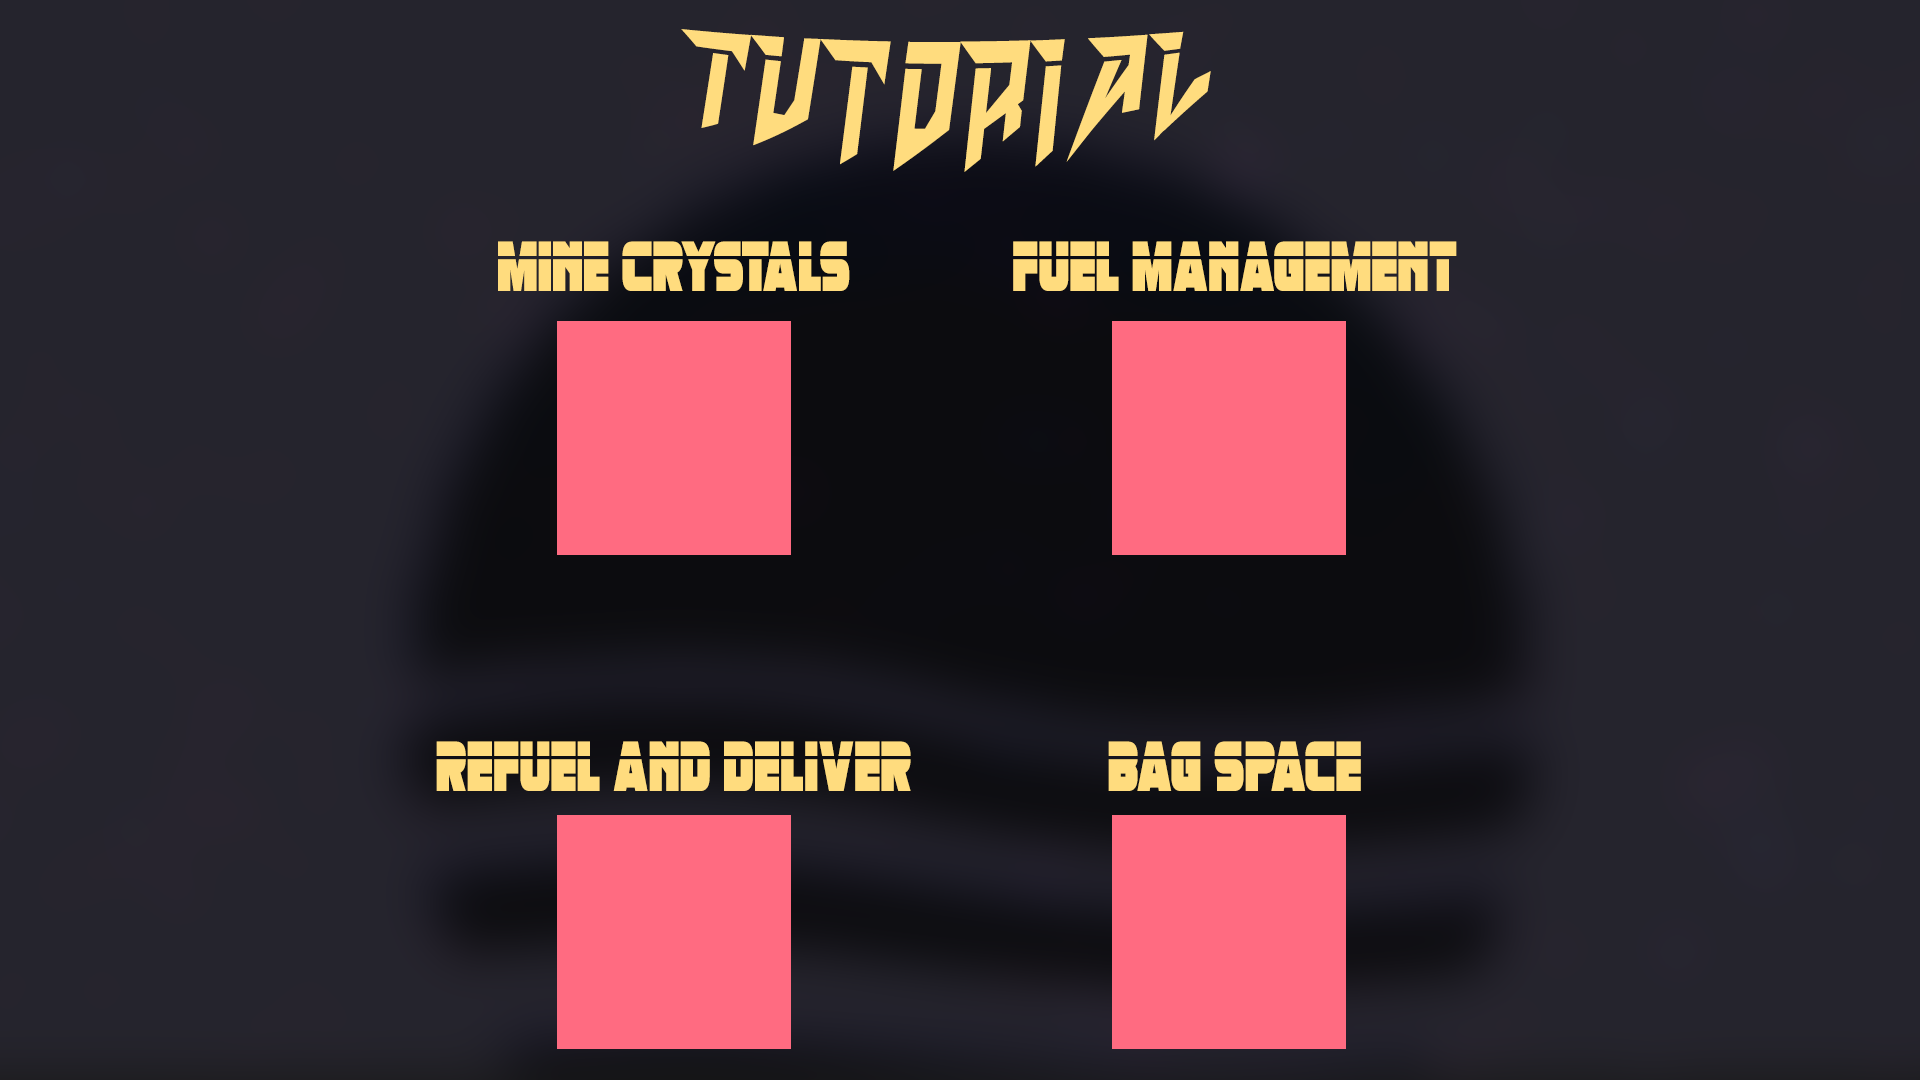 TUTORIAL
MINE CRYSTALS
FUEL MANAGEMENT
REFUEL AND DELIVER
BAG SPACE